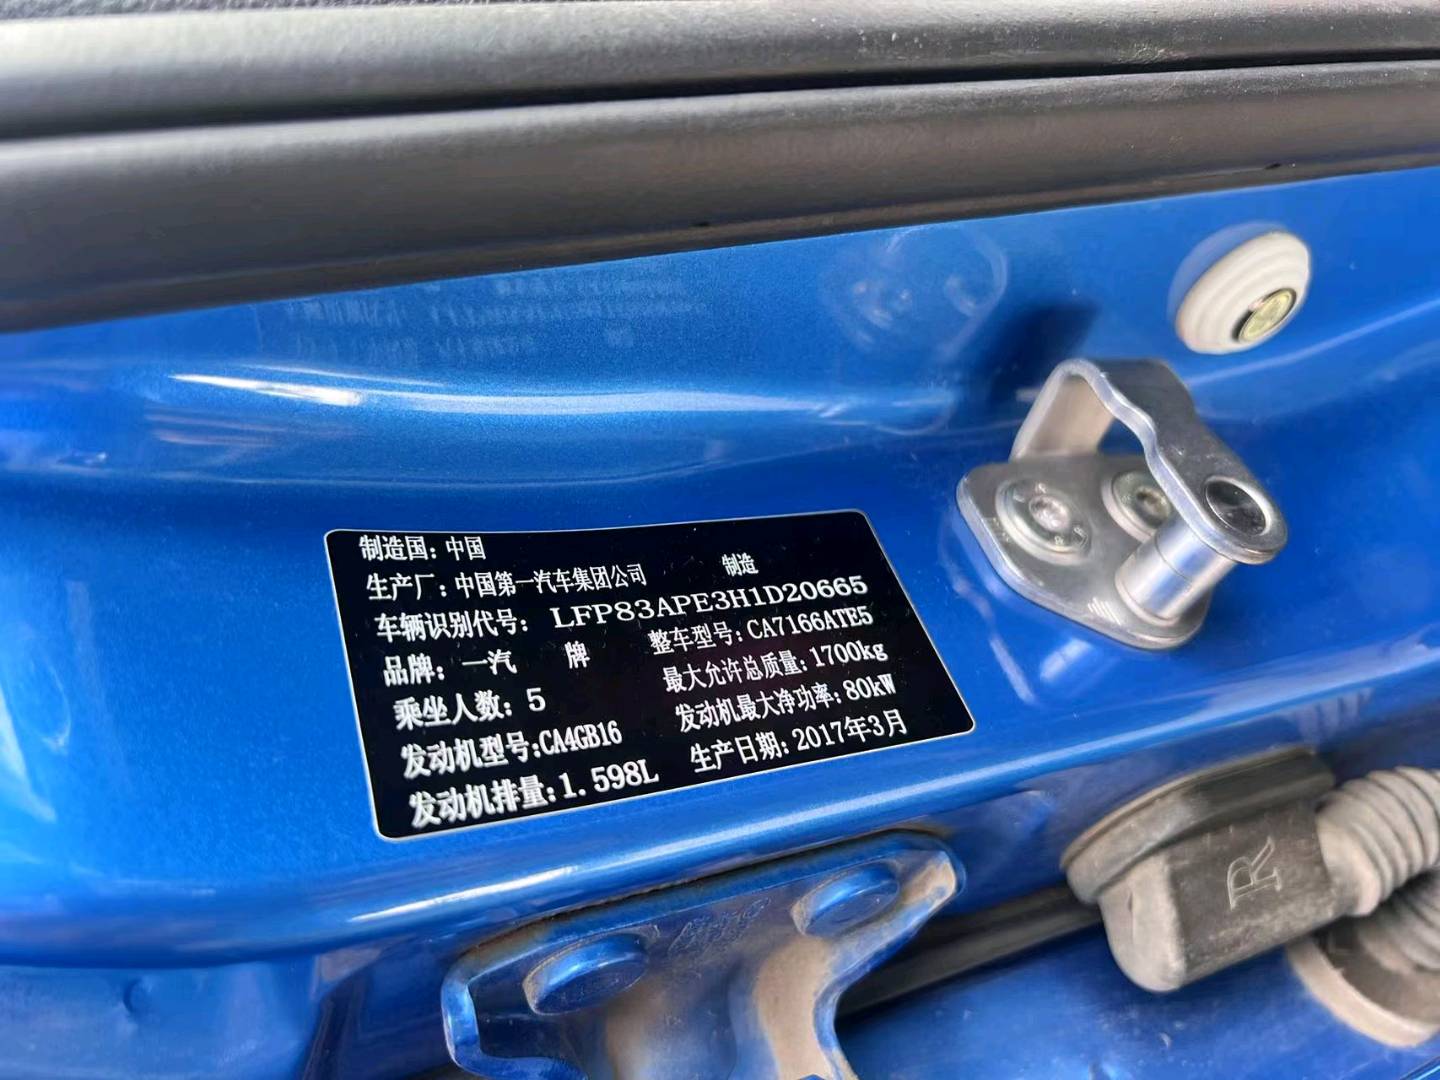 制造国：中国
生产厂：中国第一汽车集团公司 制造
车辆识别代号： LFP83APE3H1D20665
品牌：一汽 牌 整车型号：CA7166ATE5
乘坐人数：5 最大允许总质量：1700kg
发动机型号：CA4GB16 发动机最大净功率：80kW
发动机排量：1.598L 生产日期：2017年3月
R